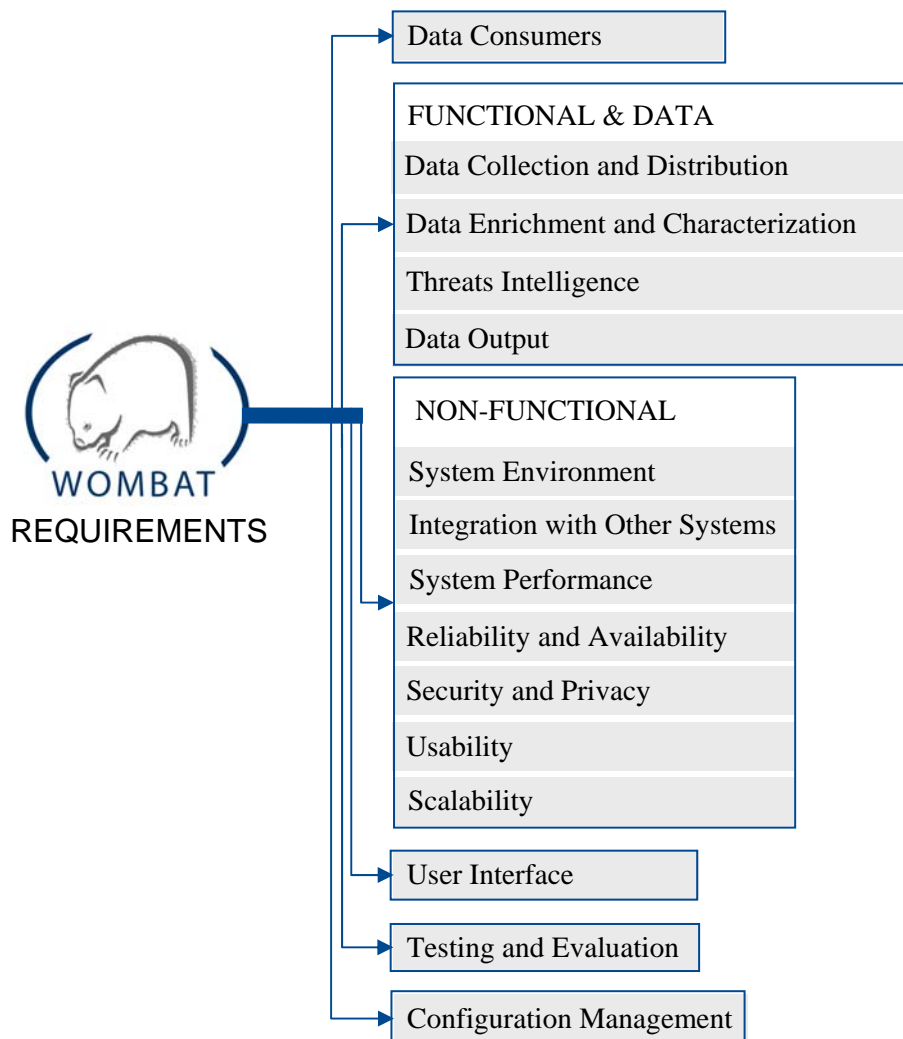 Data Consumers
FUNCTIONAL & DATA
Data Collection and Distribution
Data Enrichment and Characterization
Threats Intelligence
Data Output
WOMBAT
REQUIREMENTS
NON-FUNCTIONAL
System Environment
Integration with Other Systems
System Performance
Reliability and Availability
Security and Privacy
Usability
Scalability
User Interface
Testing and Evaluation
Configuration Management